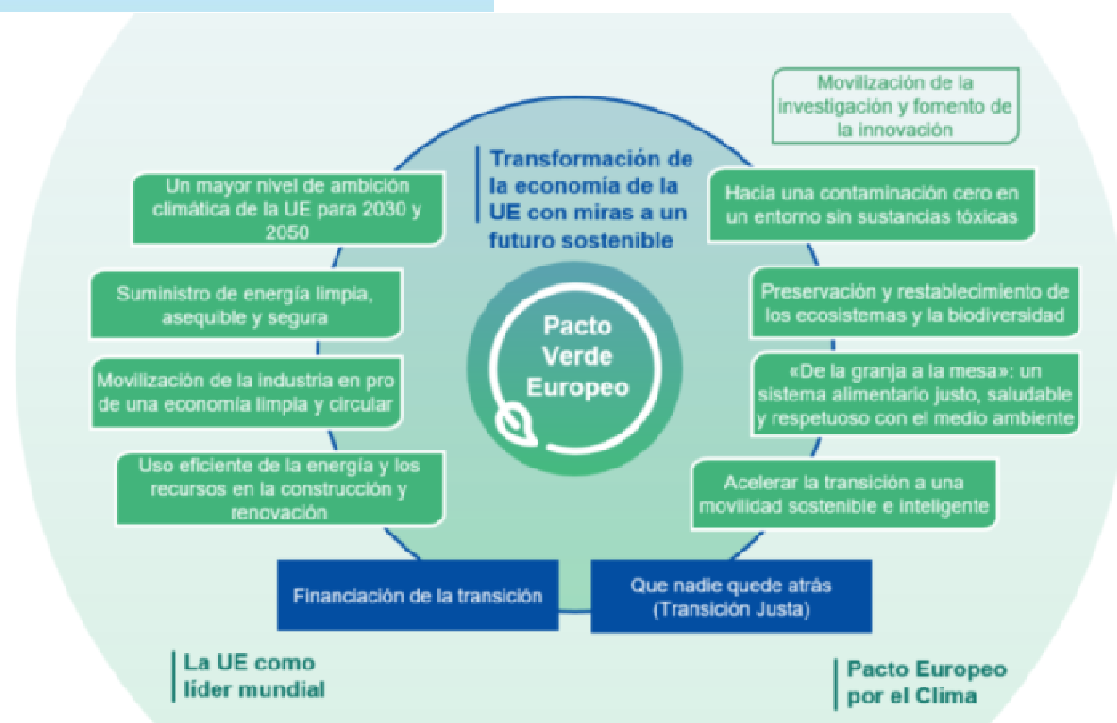 Movilización de la
investigación y fomento de
la innovación
Transformación de
la economía de la
UE con miras a un
futuro sostenible
Un mayor nivel de ambición
climática de la UE para 2030 y
2050
Hacia una contaminación cero en
un entorno sin sustancias tóxicas
Suministro de energía limpia,
asequible y segura
Preservación y restablecimiento de
los ecosistemas y la biodiversidad
Pacto
Verde
Europeo
Movilización de la industria en pro
de una economía limpia y circular
«De la granja a la mesa»: un
sistema alimentario justo, saludable
y respetuoso con el medio ambiente
Uso eficiente de la energía y los
recursos en la construcción y
renovación
Acelerar la transición a una
movilidad sostenible e inteligente
Financiación de la transición
Que nadie quede atrás
(Transición Justa)
La UE como
líder mundial
Pacto Europeo
por el Clima